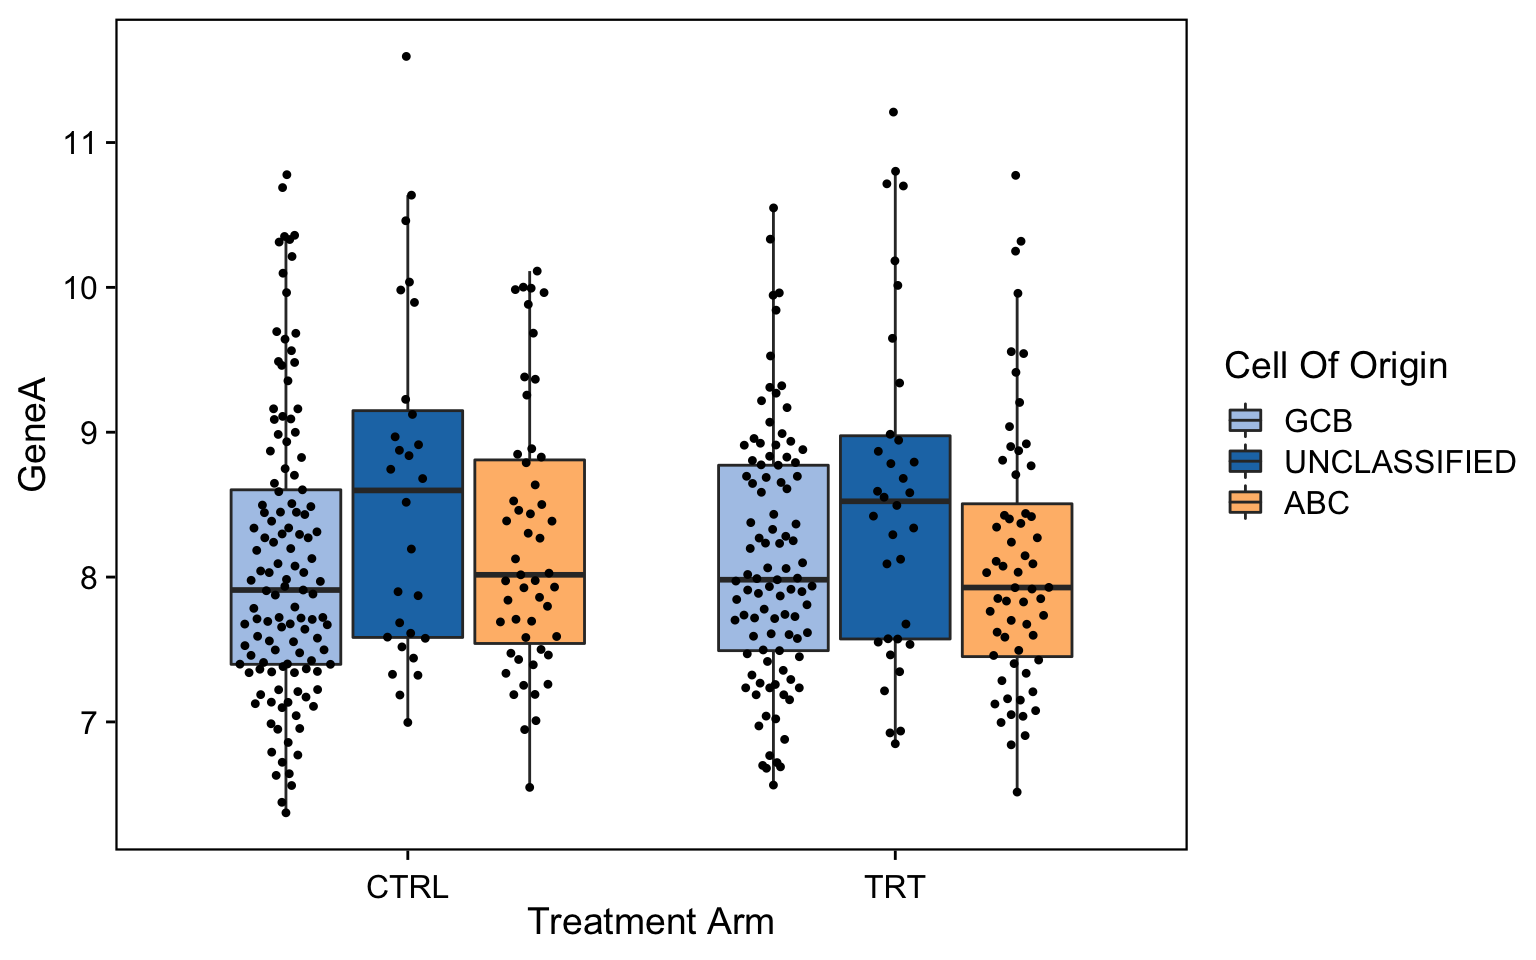 11
10
9
8
7
GeneA
CTRL
TRT
Treatment Arm
Cell Of Origin
GCB
UNCLASSIFIED
ABC